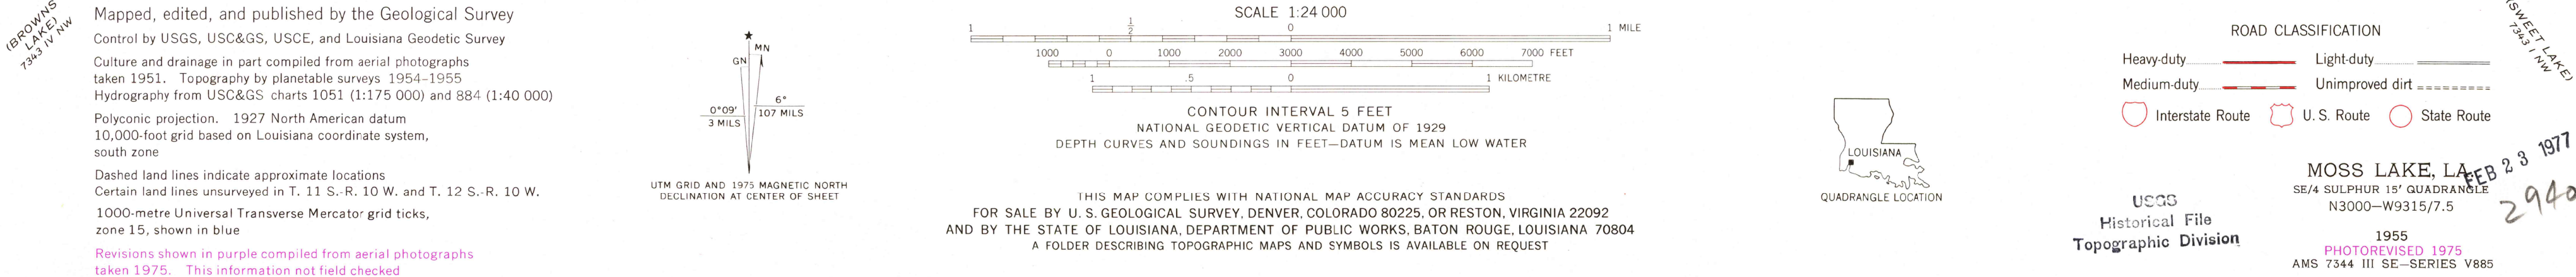 (BROWNS
LAKE)
7343 IV NW
Mapped, edited, and published by the Geological Survey
Control by USGS, USC&GS, USCE, and Louisiana Geodetic Survey
Culture and drainage in part compiled from aerial photographs
taken 1951. Topography by planetable surveys 1954–1955
Hydrography from USC&GS charts 1051 (1:175 000) and 884 (1:40 000)
Polyconic projection. 1927 North American datum
10,000-foot grid based on Louisiana coordinate system,
south zone
Dashed land lines indicate approximate locations
Certain land lines unsurveyed in T. 11 S.-R. 10 W. and T. 12 S.-R. 10 W.
1000-metre Universal Transverse Mercator grid ticks,
zone 15, shown in blue
Revisions shown in purple compiled from aerial photographs
taken 1975. This information not field checked
★
MN
GN
0°09′
3 MILS
6°
107 MILS
UTM GRID AND 1975 MAGNETIC NORTH
DECLINATION AT CENTER OF SHEET
SCALE 1:24 000
1 1/2 0 1 MILE
1000 0 1000 2000 3000 4000 5000 6000 7000 FEET
1 .5 0 1 KILOMETRE
CONTOUR INTERVAL 5 FEET
NATIONAL GEODETIC VERTICAL DATUM OF 1929
DEPTH CURVES AND SOUNDINGS IN FEET—DATUM IS MEAN LOW WATER
THIS MAP COMPLIES WITH NATIONAL MAP ACCURACY STANDARDS
FOR SALE BY U. S. GEOLOGICAL SURVEY, DENVER, COLORADO 80225, OR RESTON, VIRGINIA 22092
AND BY THE STATE OF LOUISIANA, DEPARTMENT OF PUBLIC WORKS, BATON ROUGE, LOUISIANA 70804
A FOLDER DESCRIBING TOPOGRAPHIC MAPS AND SYMBOLS IS AVAILABLE ON REQUEST
LOUISIANA
QUADRANGLE LOCATION
ROAD CLASSIFICATION
Heavy-duty Light-duty
Medium-duty Unimproved dirt
Interstate Route U. S. Route State Route
(SWEET LAKE)
7343 I NW
USGS
Historical File
Topographic Division
MOSS LAKE, LA.
FEB 23 1977
SE/4 SULPHUR 15′ QUADRANGLE
N3000—W9315/7.5
2940
1955
PHOTOREVISED 1975
AMS 7344 III SE—SERIES V885